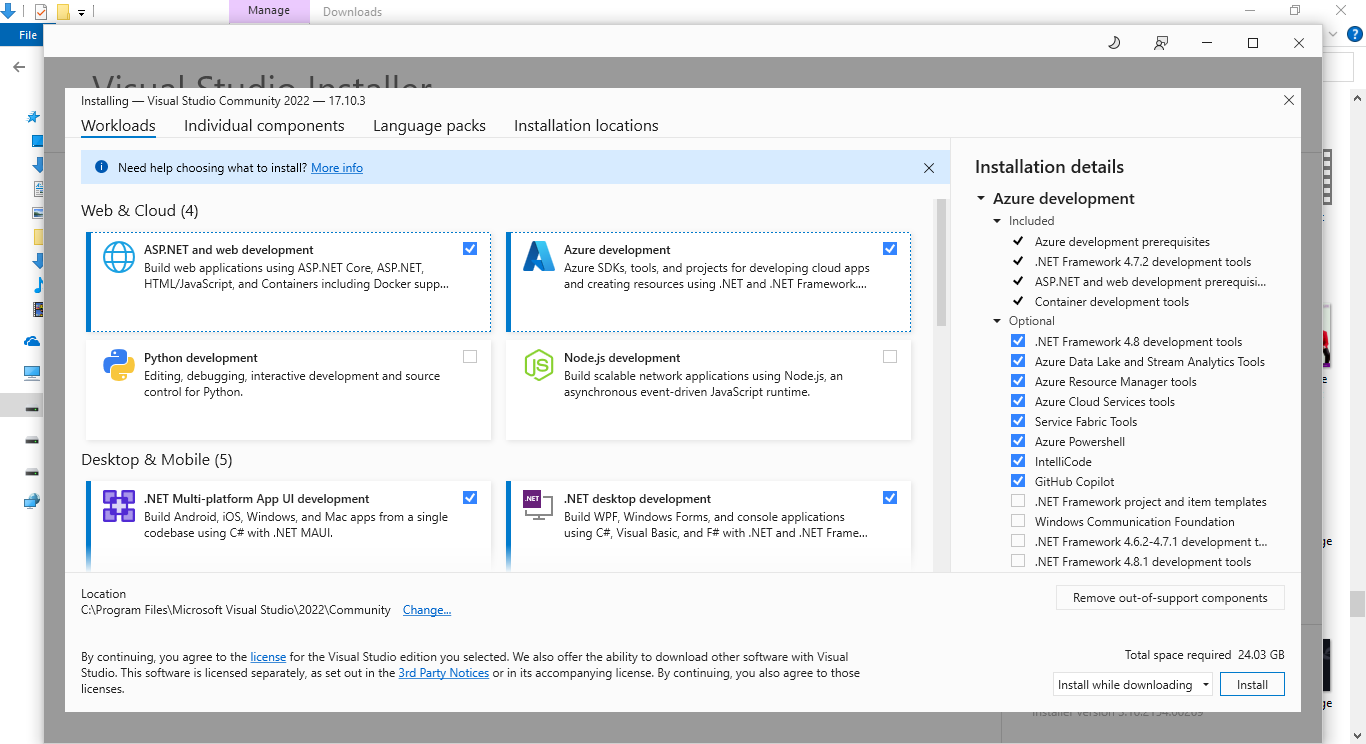 Manage
Downloads
File
Visual Studio Installer
Installing — Visual Studio Community 2022 — 17.10.3
Workloads
Individual components
Language packs
Installation locations
Need help choosing what to install? More info
Web & Cloud (4)
ASP.NET and web development
Build web applications using ASP.NET Core, ASP.NET,
HTML/JavaScript, and Containers including Docker supp...
Azure development
Azure SDKs, tools, and projects for developing cloud apps
and creating resources using .NET and .NET Framework....
Python development
Editing, debugging, interactive development and source
control for Python.
Node.js development
Build scalable network applications using Node.js, an
asynchronous event-driven JavaScript runtime.
Desktop & Mobile (5)
.NET Multi-platform App UI development
Build Android, iOS, Windows, and Mac apps from a single
codebase using C# with .NET MAUI.
.NET
.NET desktop development
Build WPF, Windows Forms, and console applications
using C#, Visual Basic, and F# with .NET and .NET Frame...
Installation details
Azure development
Included
Azure development prerequisites
.NET Framework 4.7.2 development tools
ASP.NET and web development prerequisi...
Container development tools
Optional
.NET Framework 4.8 development tools
Azure Data Lake and Stream Analytics Tools
Azure Resource Manager tools
Azure Cloud Services tools
Service Fabric Tools
Azure Powershell
IntelliCode
GitHub Copilot
.NET Framework project and item templates
Windows Communication Foundation
.NET Framework 4.6.2-4.7.1 development t...
.NET Framework 4.8.1 development tools
Location
C:\Program Files\Microsoft Visual Studio\2022\Community Change...
Remove out-of-support components
By continuing, you agree to the license for the Visual Studio edition you selected. We also offer the ability to download other software with Visual
Studio. This software is licensed separately, as set out in the 3rd Party Notices or in its accompanying license. By continuing, you also agree to those
licenses.
Total space required 24.03 GB
Install while downloading
Install